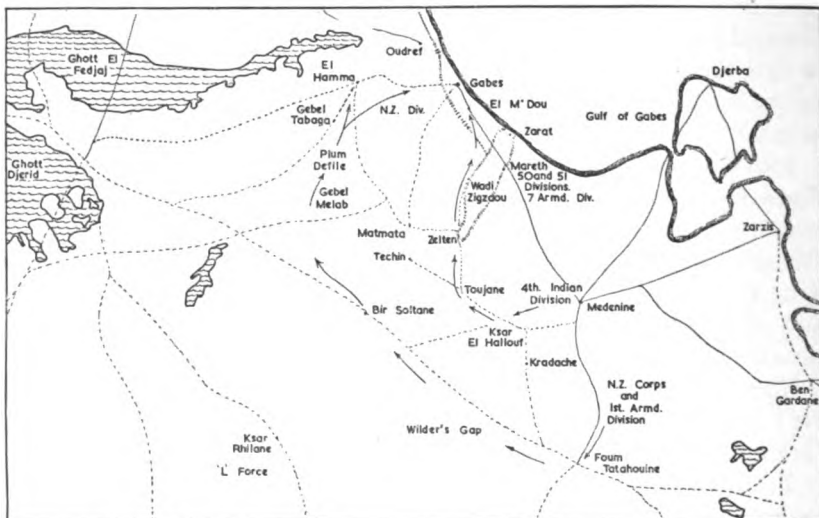 Ghott El
Fedjaj
Oudref
El
Hamma
Djerba
Gabes
El M'Dou
Gulf of Gabes
Gebel
Tabaga
N.Z. Div.
Zarat
Ghott
Djerid
Plum
Defile
Mareth
50 and 51
Divisions.
7 Armd. Div.
Wadi
Zigzaou
Gebel
Melab
Zarzis
Matmata
Zelten
Techin
Toujane
4th. Indian
Division
Medenine
Bir Soltane
Ksar
El Hallouf
Kradache
N.Z. Corps
and
1st. Armd.
Division
Ben-
Gardane
Wilder's Gap
Ksar
Rhilane
'L' Force
Foum
Tatahouine